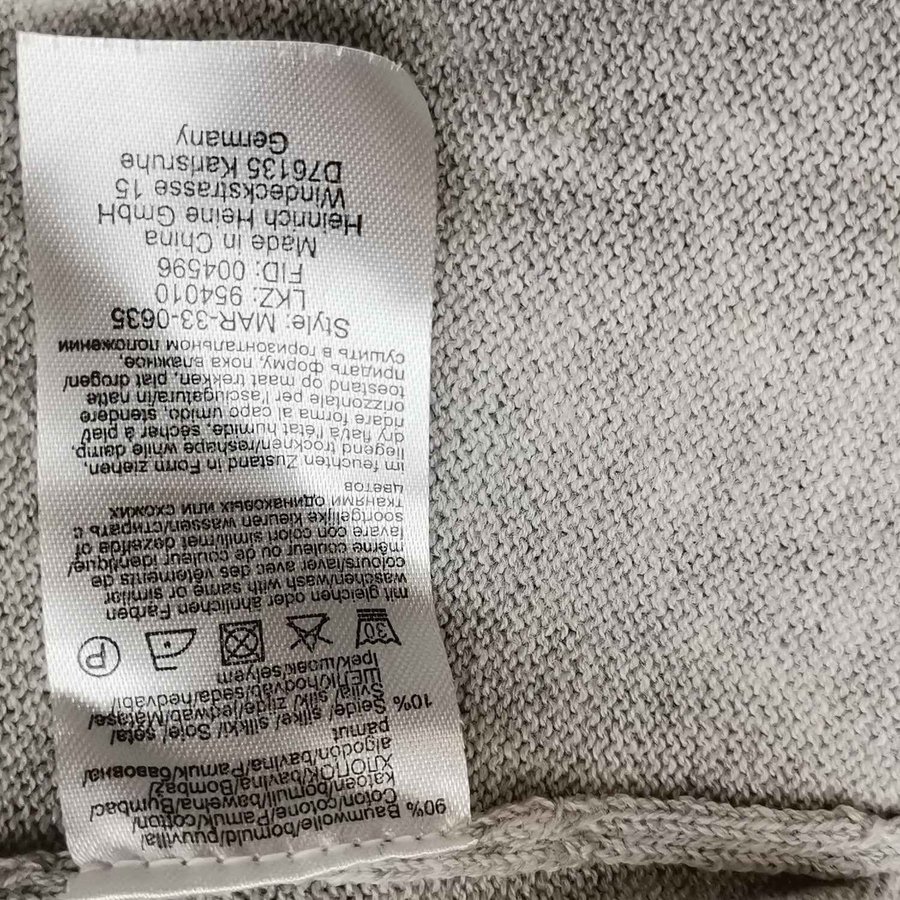 90% Baumwolle/bomuld/puuvilla/
Coton/cotone/Pamuk/cotton/
katoen/bomull/bawełna/Bumbac/
ХЛОПОК/bavlna/Bombaž/
algodón/bavlna/Pamuk/бавовна/
pamut
10% Seide/ silke/ silkki/ Soie/ seta/
Svila/ silk/ zijde/jedwab/Mătase/
ШЕЛК/hodváb/seda/hedvábí/
İpek/шовк/selyem
30
P
mit gleichen oder ähnlichen Farben
waschen/wash with same or similar
colours/laver avec des vêtements de
même couleur ou de couleur identique/
lavare con colori simili/met dezelfde of
soortgelijke kleuren wassen/стирать с
тканями одинаковых или схожих
цветов
im feuchten Zustand in Form ziehen,
liegend trocknen/reshape while damp,
dry flat/à l'état humide, sécher à plat/
ridare forma al capo umido, stendere
orizzontale per l'asciugatura/in natte
toestand op maat trekken, plat drogen/
придать форму, пока влажное,
сушить в горизонтальном положении
Style: MAR-33-0635
LKZ: 954010
FID: 004596
Made in China
Heinrich Heine GmbH
Windeckstrasse 15
D76135 Karlsruhe
Germany